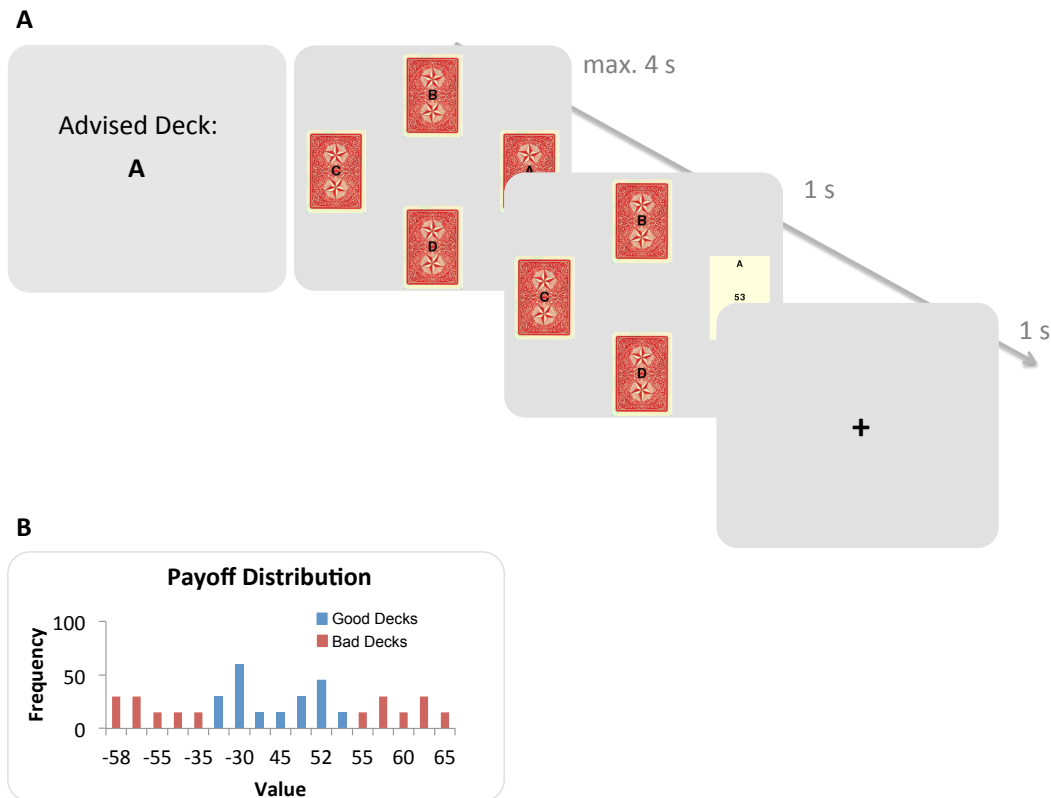 A
Advised Deck:
A
B
C
A
D
max. 4 s
B
C
A
53
D
1 s
+
1 s
B
Payoff Distribution
Frequency
100
50
0
Good Decks
Bad Decks
-58 -55 -35 -30 45 52 55 60 65
Value